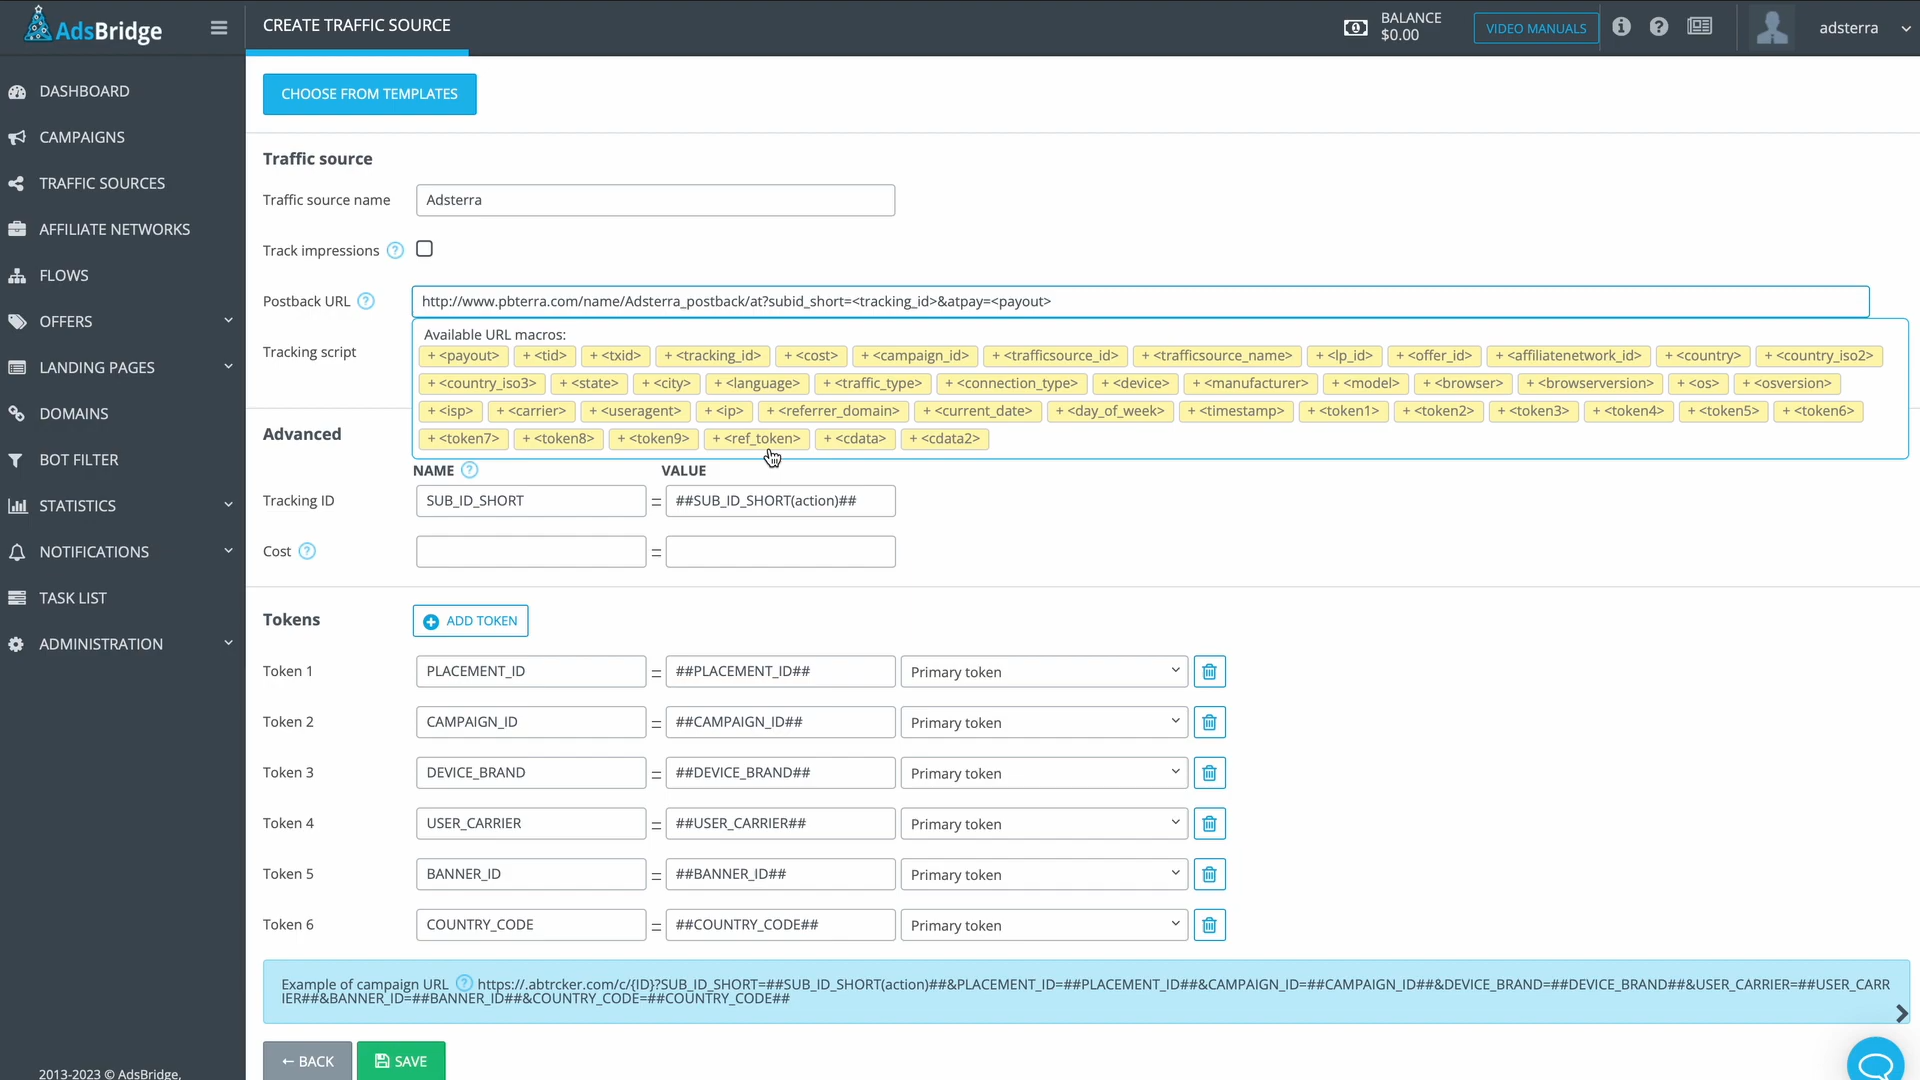 AdsBridge
CREATE TRAFFIC SOURCE
BALANCE
$0.00
VIDEO MANUALS
adsterra
DASHBOARD
CAMPAIGNS
TRAFFIC SOURCES
AFFILIATE NETWORKS
FLOWS
OFFERS
LANDING PAGES
DOMAINS
BOT FILTER
STATISTICS
NOTIFICATIONS
TASK LIST
ADMINISTRATION
2013-2023 © AdsBridge,
CHOOSE FROM TEMPLATES
Traffic source
Traffic source name Adsterra
Track impressions ?
Postback URL ? http://www.pbterra.com/name/Adsterra_postback/at?subid_short=<tracking_id>&atpay=<payout>
Tracking script
Available URL macros:
+ <payout> + <tid> + <txid> + <tracking_id> + <cost> + <campaign_id> + <trafficsource_id> + <trafficsource_name> + <lp_id> + <offer_id> + <affiliatenetwork_id> + <country> + <country_iso2>
+ <country_iso3> + <state> + <city> + <language> + <traffic_type> + <connection_type> + <device> + <manufacturer> + <model> + <browser> + <browserversion> + <os> + <osversion>
+ <isp> + <carrier> + <useragent> + <ip> + <referrer_domain> + <current_date> + <day_of_week> + <timestamp> + <token1> + <token2> + <token3> + <token4> + <token5> + <token6>
+ <token7> + <token8> + <token9> + <ref_token> + <cdata> + <cdata2>
Advanced
NAME ? VALUE
Tracking ID SUB_ID_SHORT = ##SUB_ID_SHORT(action)##
Cost ? =
Tokens ADD TOKEN
Token 1 PLACEMENT_ID = ##PLACEMENT_ID## Primary token
Token 2 CAMPAIGN_ID = ##CAMPAIGN_ID## Primary token
Token 3 DEVICE_BRAND = ##DEVICE_BRAND## Primary token
Token 4 USER_CARRIER = ##USER_CARRIER## Primary token
Token 5 BANNER_ID = ##BANNER_ID## Primary token
Token 6 COUNTRY_CODE = ##COUNTRY_CODE## Primary token
Example of campaign URL ? https://.abtrcker.com/c/{ID}?SUB_ID_SHORT=##SUB_ID_SHORT(action)##&PLACEMENT_ID=##PLACEMENT_ID##&CAMPAIGN_ID=##CAMPAIGN_ID##&DEVICE_BRAND=##DEVICE_BRAND##&USER_CARRIER=##USER_CARR
IER##&BANNER_ID=##BANNER_ID##&COUNTRY_CODE=##COUNTRY_CODE##
← BACK
SAVE